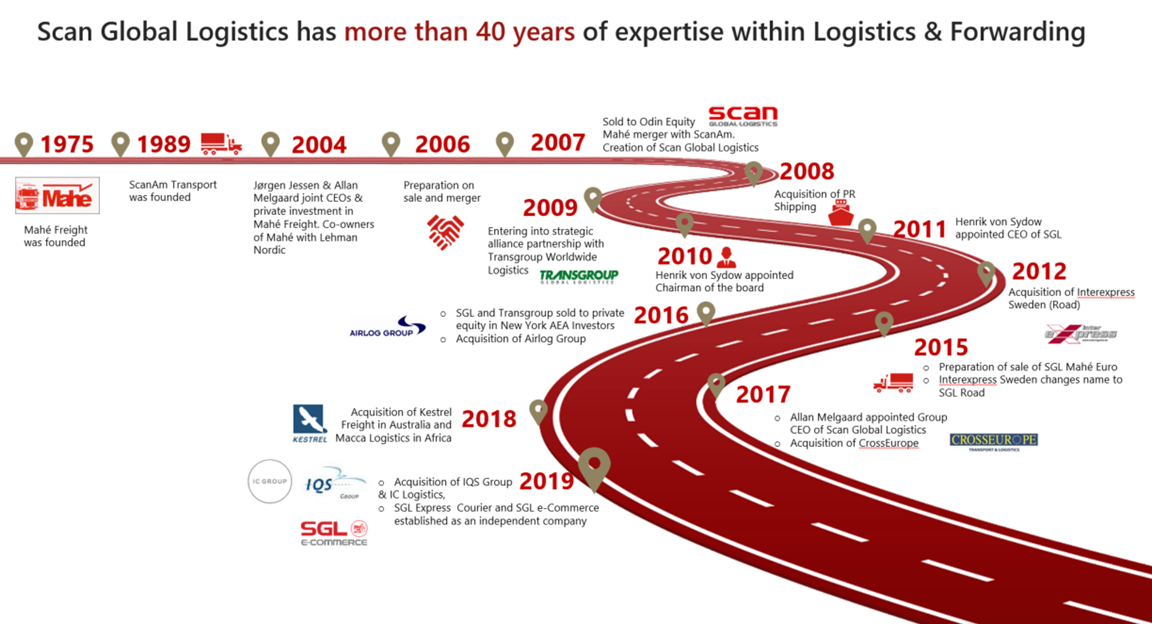 Scan Global Logistics has more than 40 years of expertise within Logistics & Forwarding
1975
Mahé
Mahé Freight
was founded
1989
ScanAm Transport
was founded
2004
Jørgen Jessen & Allan
Melgaard joint CEOs &
private investment in
Mahé Freight. Co-owners
of Mahé with Lehman
Nordic
2006
Preparation on
sale and merger
2007
Sold to Odin Equity
Mahé merger with ScanAm.
Creation of Scan Global Logistics
scan
GLOBAL LOGISTICS
2008
Acquisition of PR
Shipping
2009
Entering into strategic
alliance partnership with
Transgroup Worldwide
Logistics
TRANSGROUP
GLOBAL LOGISTICS
2010
Henrik von Sydow appointed
Chairman of the board
2011
Henrik von Sydow
appointed CEO of SGL
2012
Acquisition of Interexpress
Sweden (Road)
inter
express
2015
o Preparation of sale of SGL Mahé Euro
o Interexpress Sweden changes name to
SGL Road
2016
o SGL and Transgroup sold to private
equity in New York AEA Investors
o Acquisition of Airlog Group
AIRLOG GROUP
2017
o Allan Melgaard appointed Group
CEO of Scan Global Logistics
o Acquisition of CrossEurope
CROSSEUROPE
TRANSPORT & LOGISTICS
2018
Acquisition of Kestrel
Freight in Australia and
Macca Logistics in Africa
KESTREL
2019
o Acquisition of IQS Group
& IC Logistics,
o SGL Express Courier and SGL e-Commerce
established as an independent company
IC GROUP
IQS
GROUP
SGL
E-COMMERCE